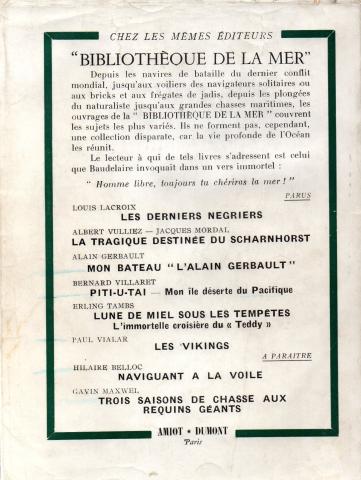 CHEZ LES MÊMES ÉDITEURS
“BIBLIOTHÈQUE DE LA MER”
Depuis les navires de bataille du dernier conflit
mondial, jusqu'aux voiliers des navigateurs solitaires ou
aux bricks et aux frégates de jadis, depuis les plongées
du naturaliste jusqu'aux grandes chasses maritimes, les
ouvrages de la “ BIBLIOTHÈQUE DE LA MER ” couvrent
les sujets les plus variés. Ils ne forment pas, cependant,
une collection disparate, car la vie profonde de l'Océan
les réunit.
Le lecteur à qui de tels livres s'adressent est celui
que Baudelaire invoquait dans un vers immortel :
“ Homme libre, toujours tu chériras la mer ! ”
PARUS
LOUIS LACROIX
LES DERNIERS NEGRIERS
ALBERT VULLIEZ — JACQUES MORDAL
LA TRAGIQUE DESTINÉE DU SCHARNHORST
ALAIN GERBAULT
MON BATEAU “ L'ALAIN GERBAULT ”
BERNARD VILLARET
PITI-U-TAI — Mon île déserte du Pacifique
ERLING TAMBS
LUNE DE MIEL SOUS LES TEMPÊTES
L'immortelle croisière du « Teddy »
PAUL VIALAR
LES VIKINGS
A PARAITRE
HILAIRE BELLOC
NAVIGUANT A LA VOILE
GAVIN MAXWEL
TROIS SAISONS DE CHASSE AUX
REQUINS GÉANTS
AMIOT ★ DUMONT
Paris